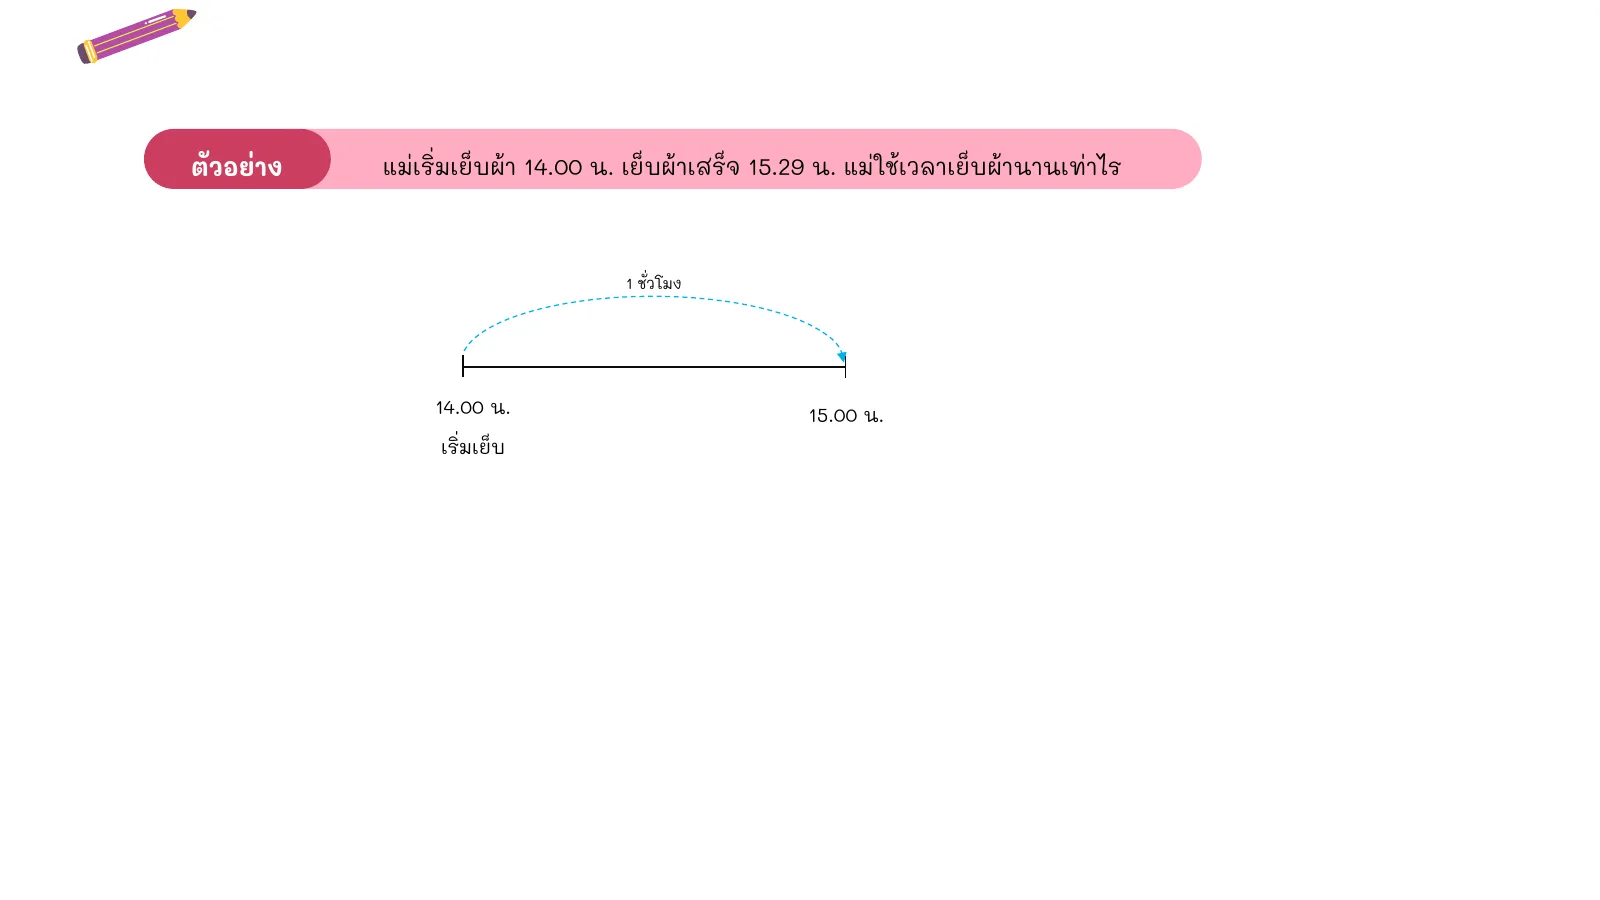 ตัวอย่าง แม่เริ่มเย็บผ้า 14.00 น. เย็บผ้าเสร็จ 15.29 น. แม่ใช้เวลาเย็บผ้านานเท่าไร
1 ชั่วโมง
14.00 น.
15.00 น.
เริ่มเย็บ